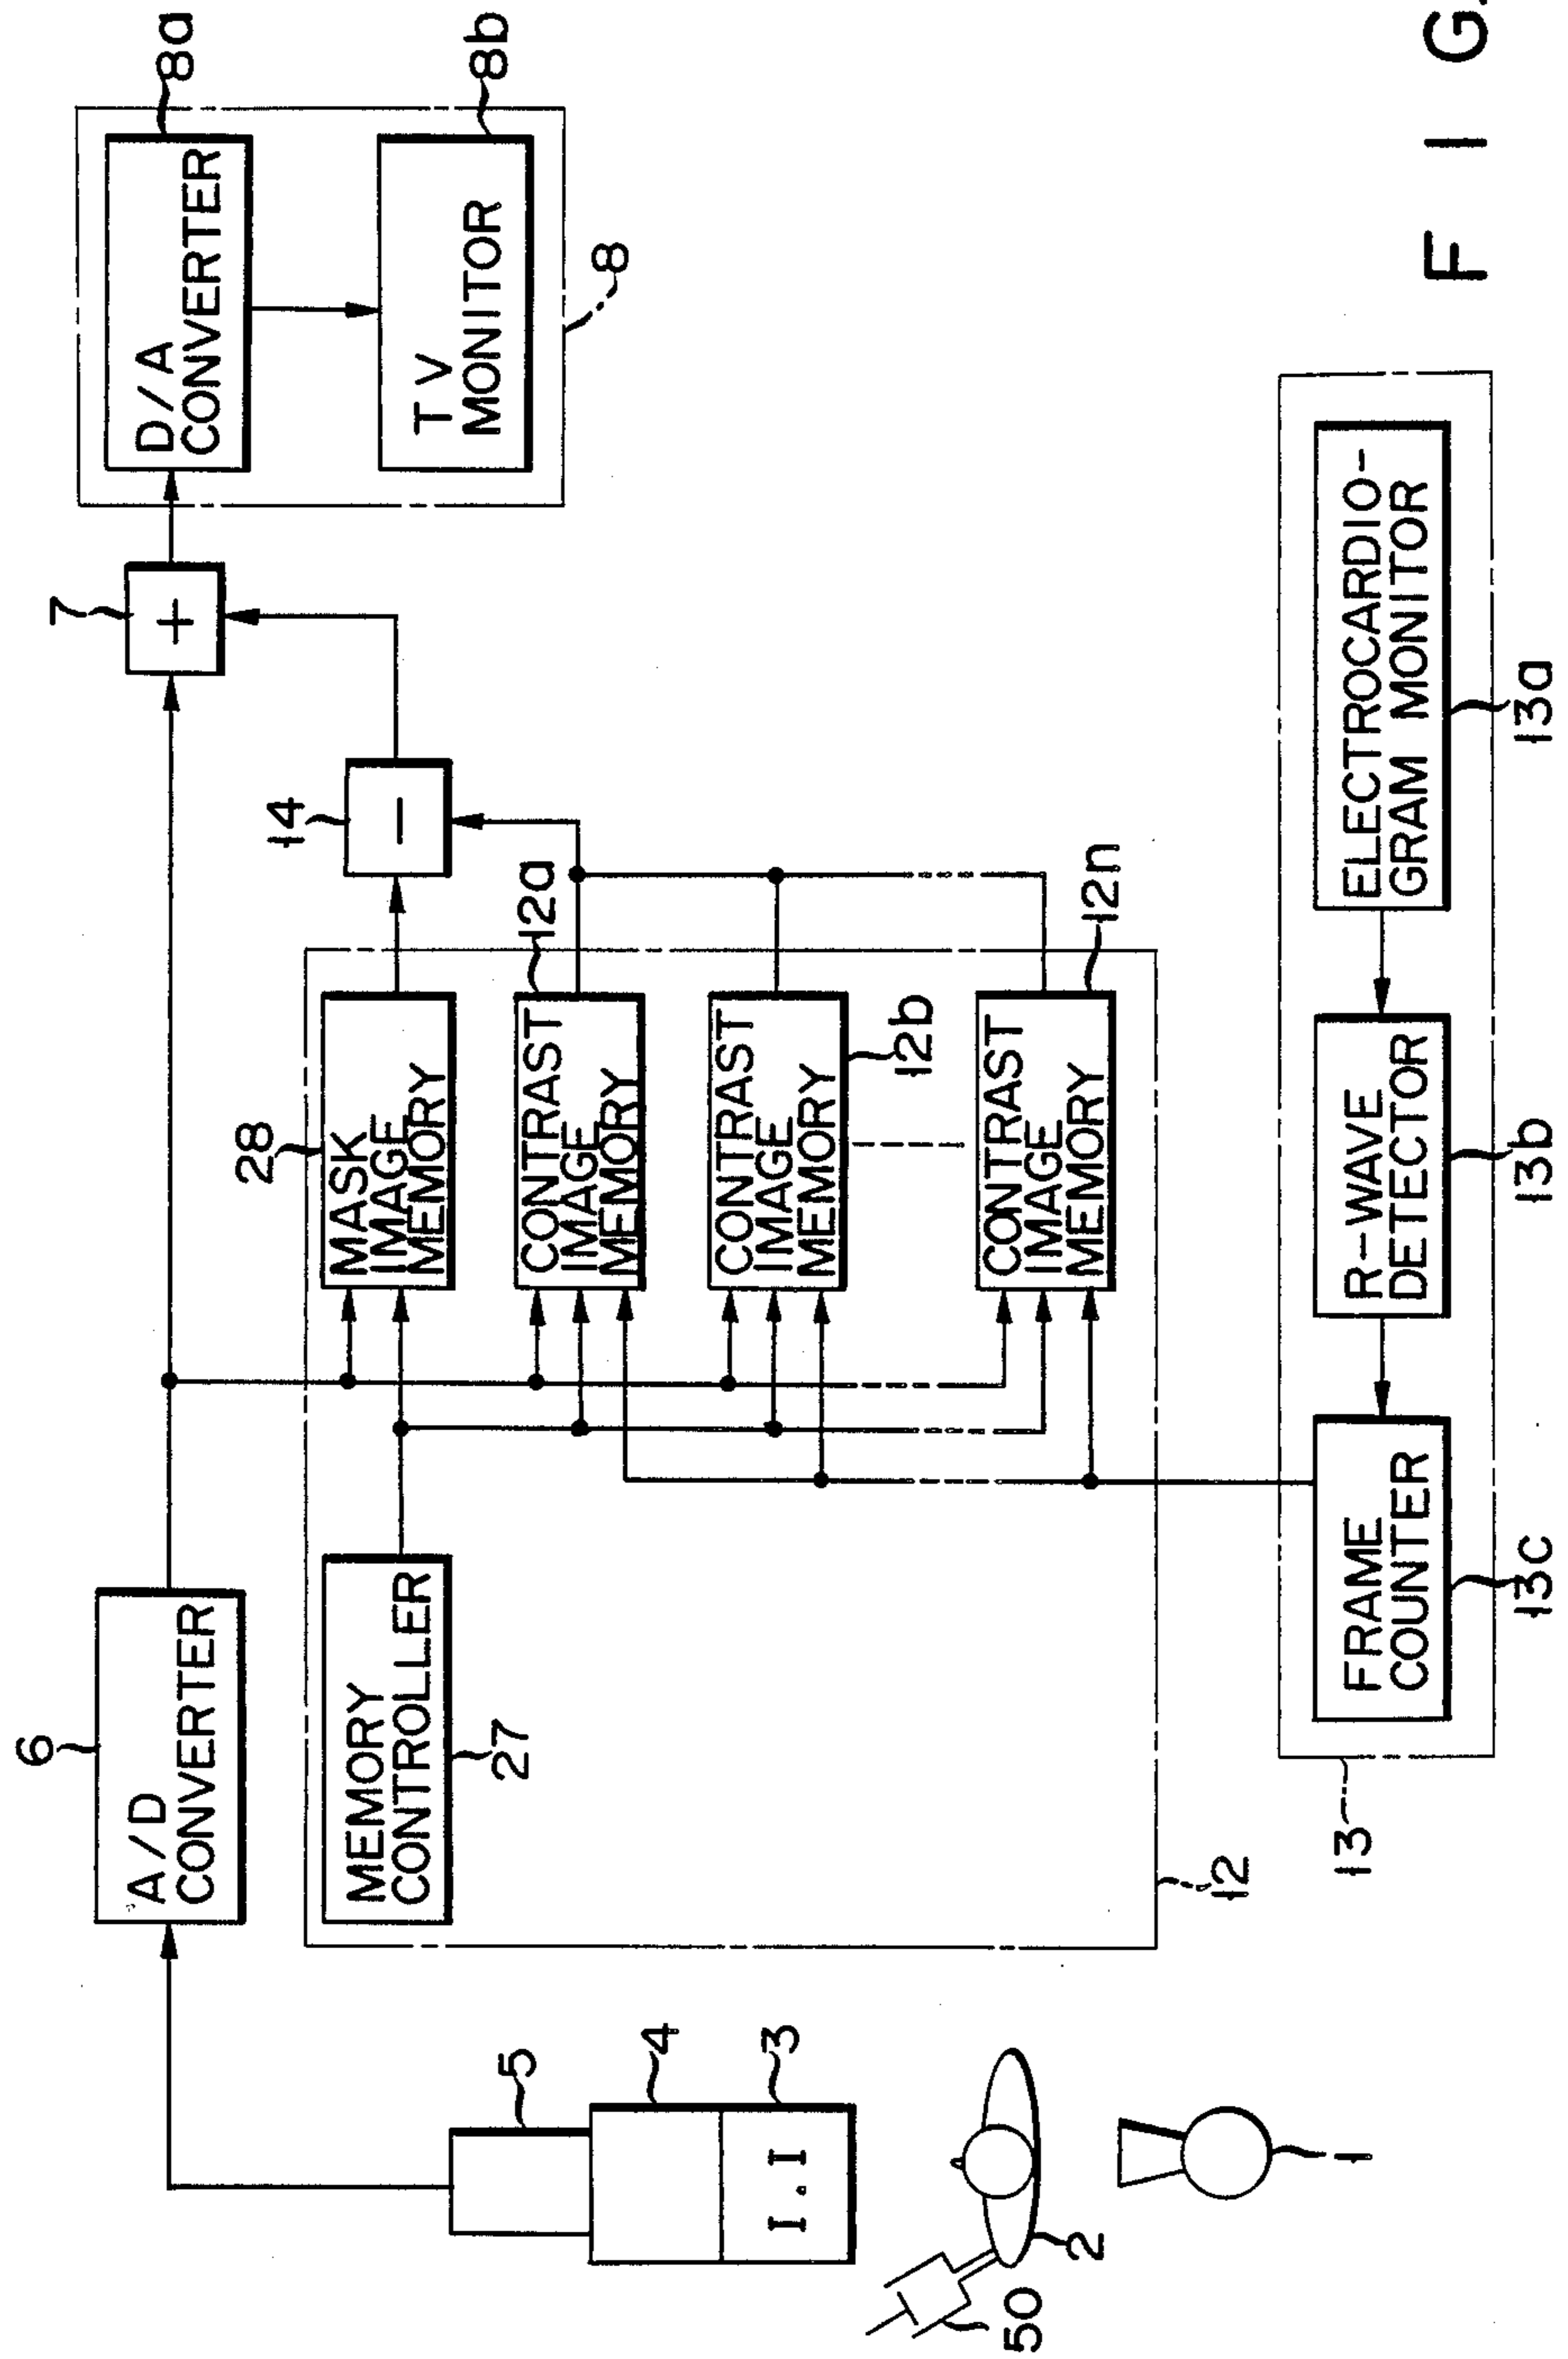 6
A/D
CONVERTER
7
+
D/A
CONVERTER
8a
TV
MONITOR
8b
8
14
−
MEMORY
CONTROLLER
27
28
MASK
IMAGE
MEMORY
CONTRAST
IMAGE
MEMORY
12a
CONTRAST
IMAGE
MEMORY
12b
CONTRAST
IMAGE
MEMORY
12n
12
5
4
I.I
3
50
2
1
13
FRAME
COUNTER
13c
R-WAVE
DETECTOR
13b
ELECTROCARDIO-
GRAM MONITOR
13a
FIG.